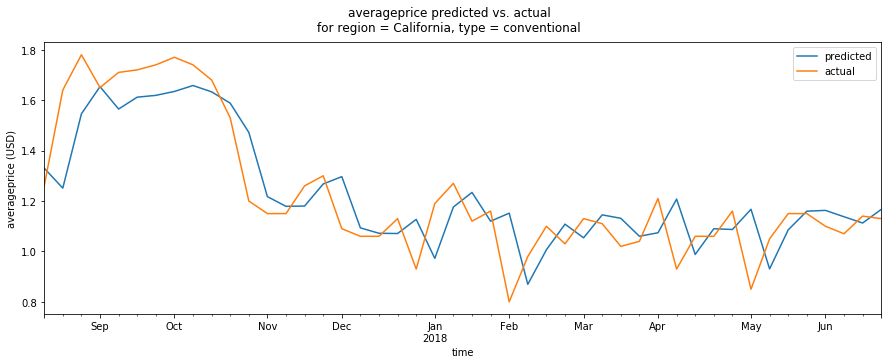 averageprice predicted vs. actual
for region = California, type = conventional
predicted
actual
averageprice (USD)
1.8
1.6
1.4
1.2
1.0
0.8
Sep
Oct
Nov
Dec
Jan
2018
Feb
Mar
Apr
May
Jun
time